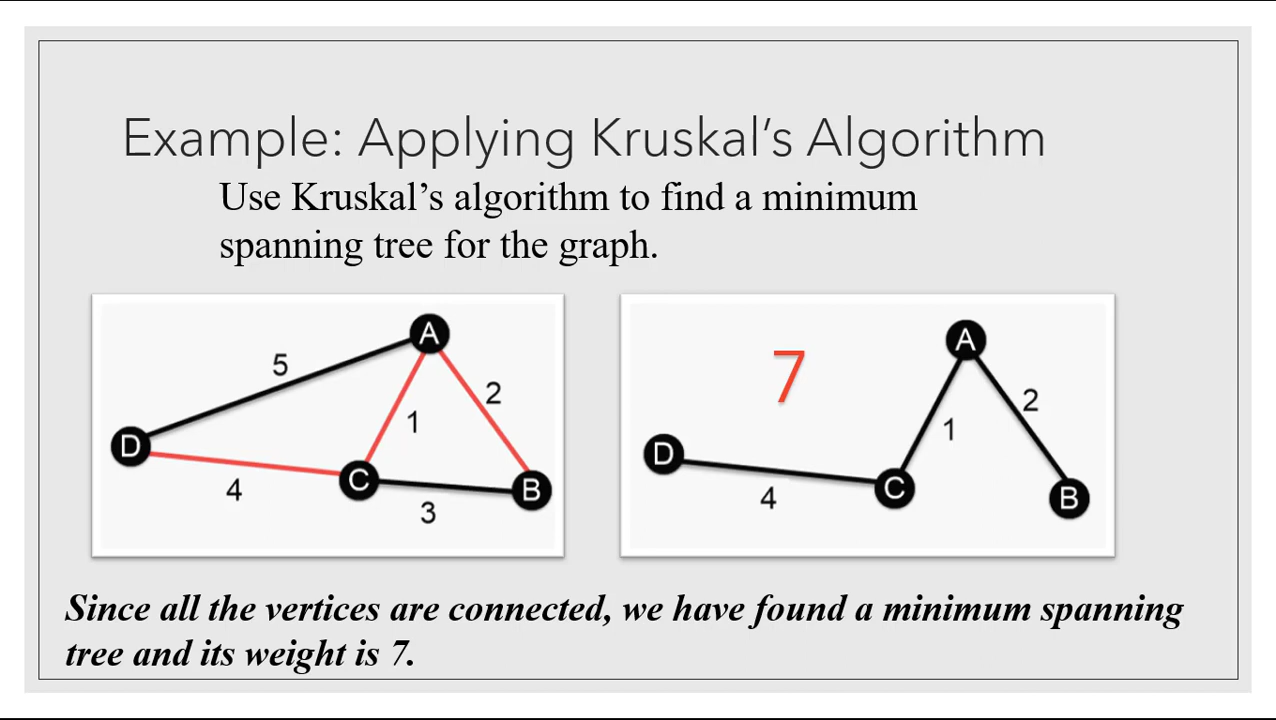 Example: Applying Kruskal’s Algorithm
Use Kruskal’s algorithm to find a minimum
spanning tree for the graph.
A
5
2
1
D
C
B
4
3
7
A
2
1
D
C
B
4
Since all the vertices are connected, we have found a minimum spanning
tree and its weight is 7.